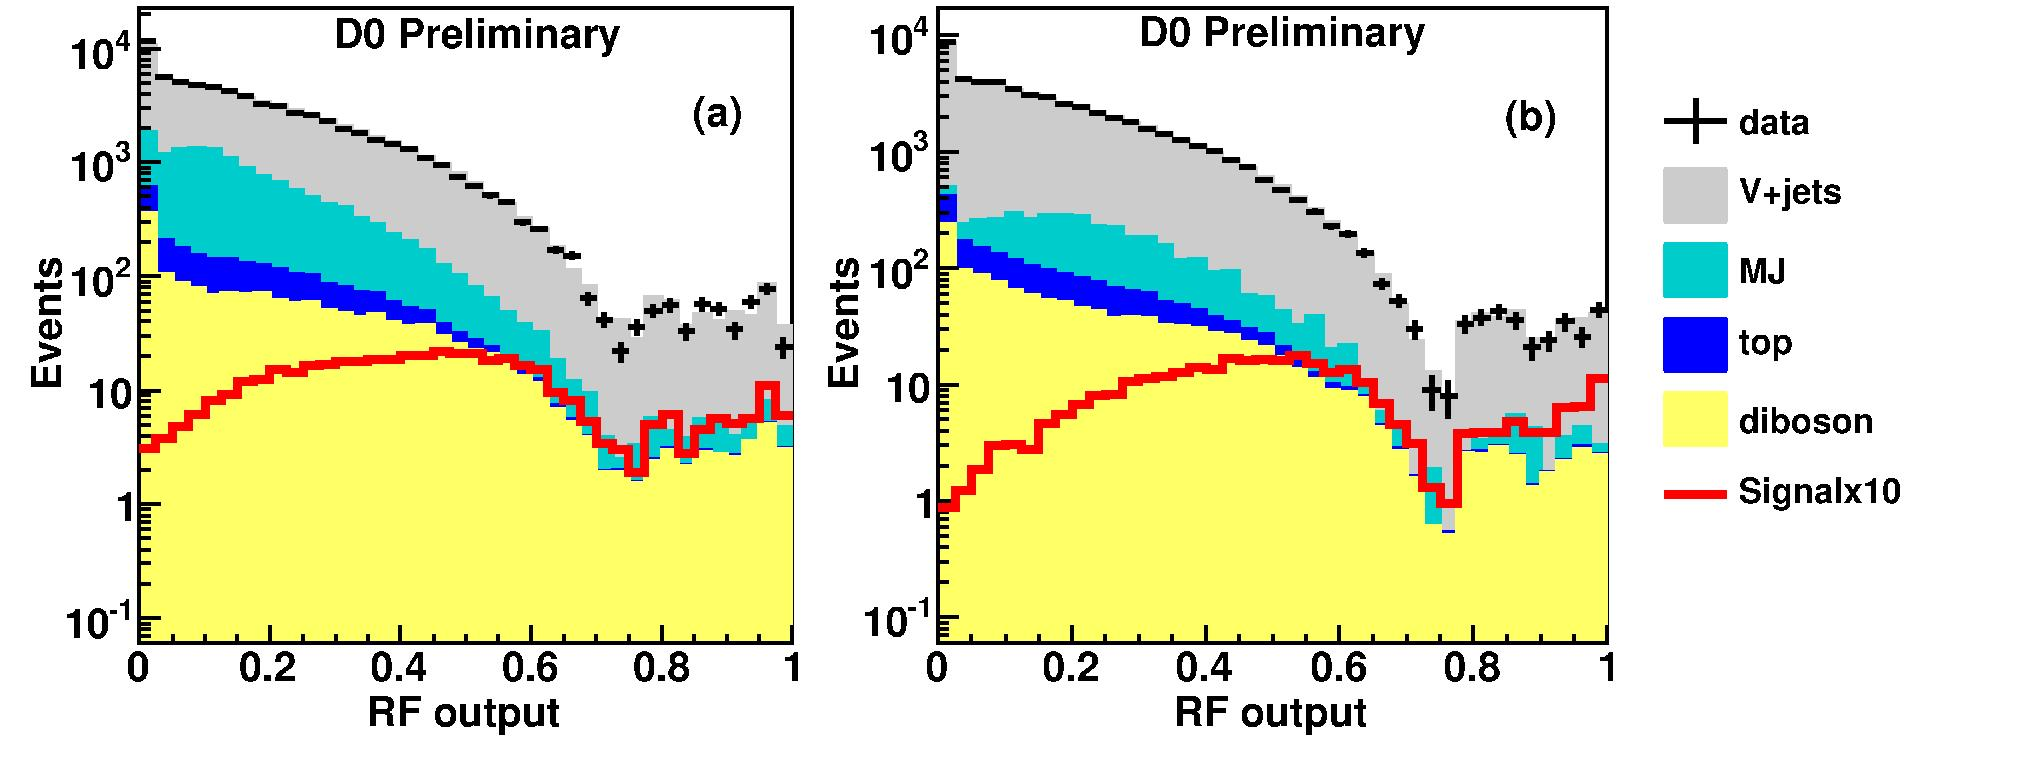 D0 Preliminary
(a)
Events
10^4
10^3
10^2
10
1
10^-1
0 0.2 0.4 0.6 0.8 1
RF output
D0 Preliminary
(b)
Events
10^4
10^3
10^2
10
1
10^-1
0 0.2 0.4 0.6 0.8 1
RF output
data
V+jets
MJ
top
diboson
Signalx10